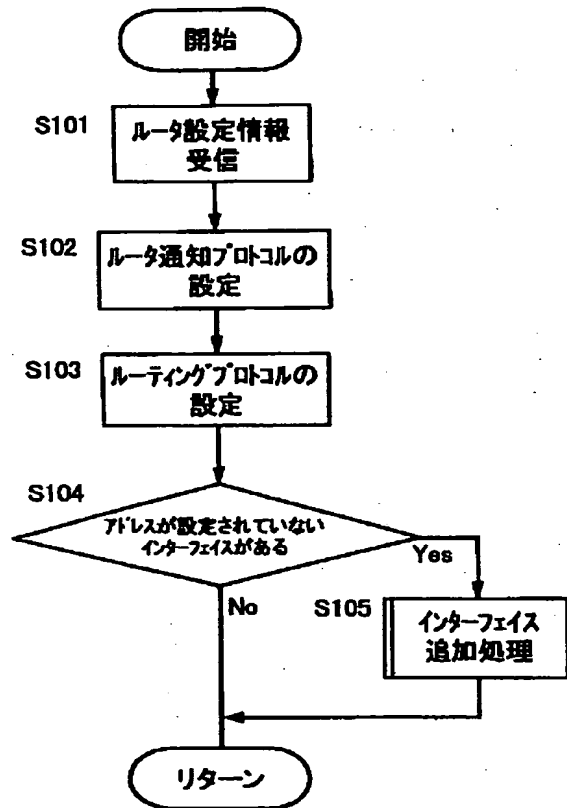 開始
S101
ルータ設定情報
受信
S102
ルータ通知プロトコルの
設定
S103
ルーティングプロトコルの
設定
S104
アドレスが設定されていない
インターフェイスがある
Yes
No
S105
インターフェイス
追加処理
リターン